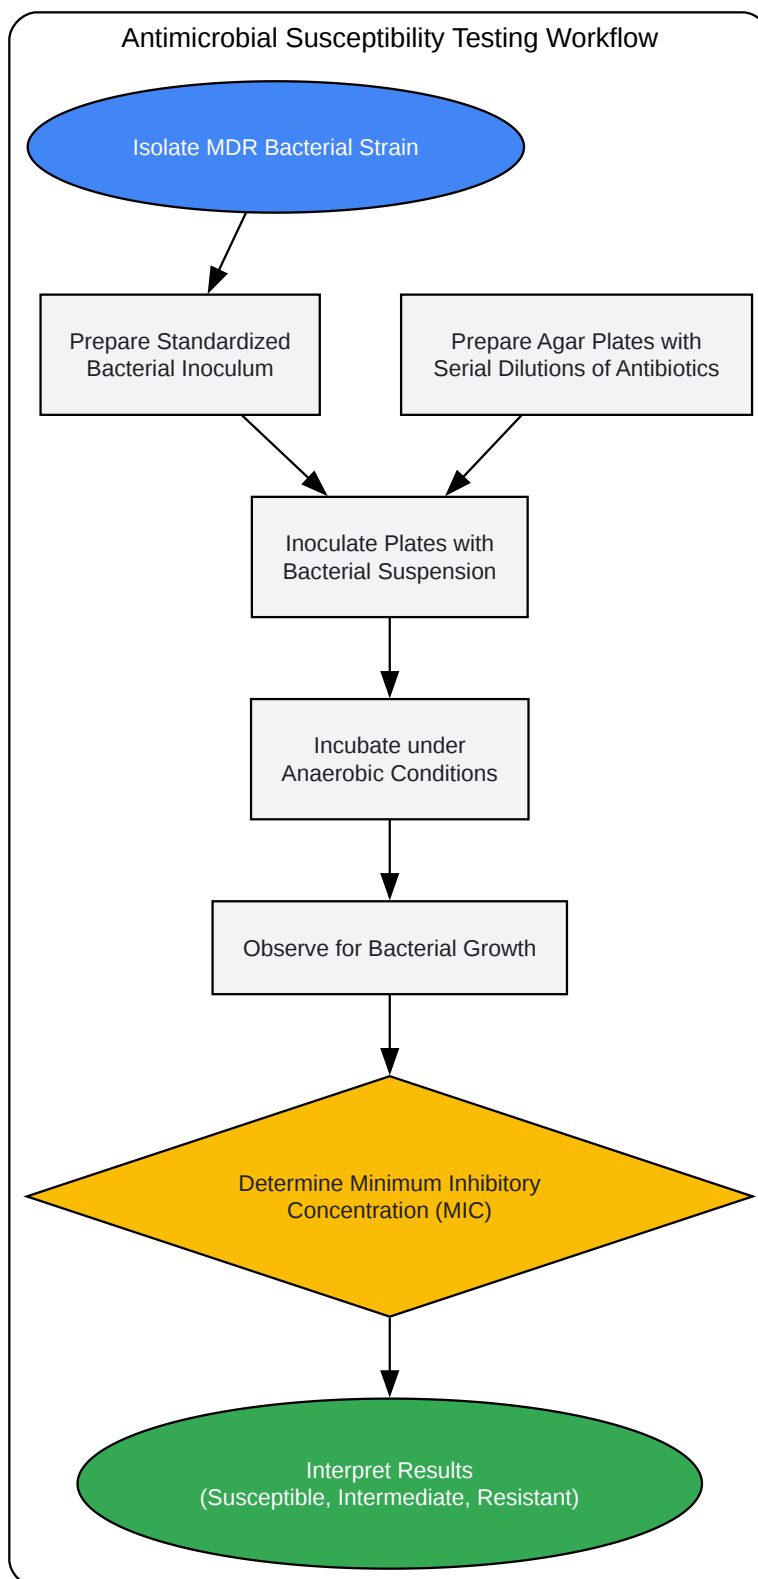 Antimicrobial Susceptibility Testing Workflow
Isolate MDR Bacterial Strain
Prepare Standardized
Bacterial Inoculum
Prepare Agar Plates with
Serial Dilutions of Antibiotics
Inoculate Plates with
Bacterial Suspension
Incubate under
Anaerobic Conditions
Observe for Bacterial Growth
Determine Minimum Inhibitory
Concentration (MIC)
Interpret Results
(Susceptible, Intermediate, Resistant)